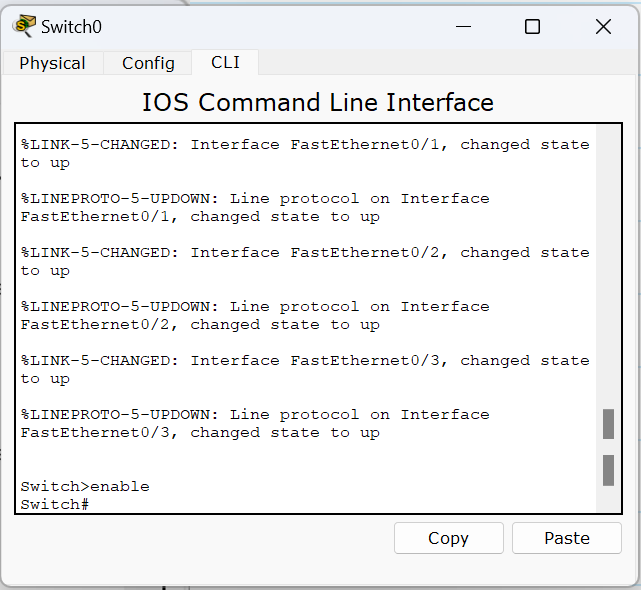 Switch0
Physical Config CLI
IOS Command Line Interface
%LINK-5-CHANGED: Interface FastEthernet0/1, changed state
to up
%LINEPROTO-5-UPDOWN: Line protocol on Interface
FastEthernet0/1, changed state to up
%LINK-5-CHANGED: Interface FastEthernet0/2, changed state
to up
%LINEPROTO-5-UPDOWN: Line protocol on Interface
FastEthernet0/2, changed state to up
%LINK-5-CHANGED: Interface FastEthernet0/3, changed state
to up
%LINEPROTO-5-UPDOWN: Line protocol on Interface
FastEthernet0/3, changed state to up
Switch>enable
Switch#
Copy Paste